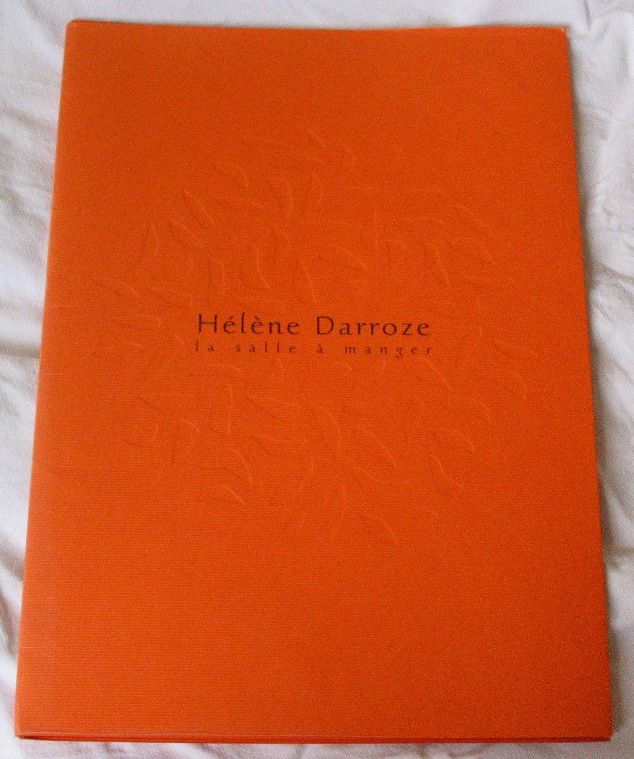 Hélène Darroze
la salle à manger